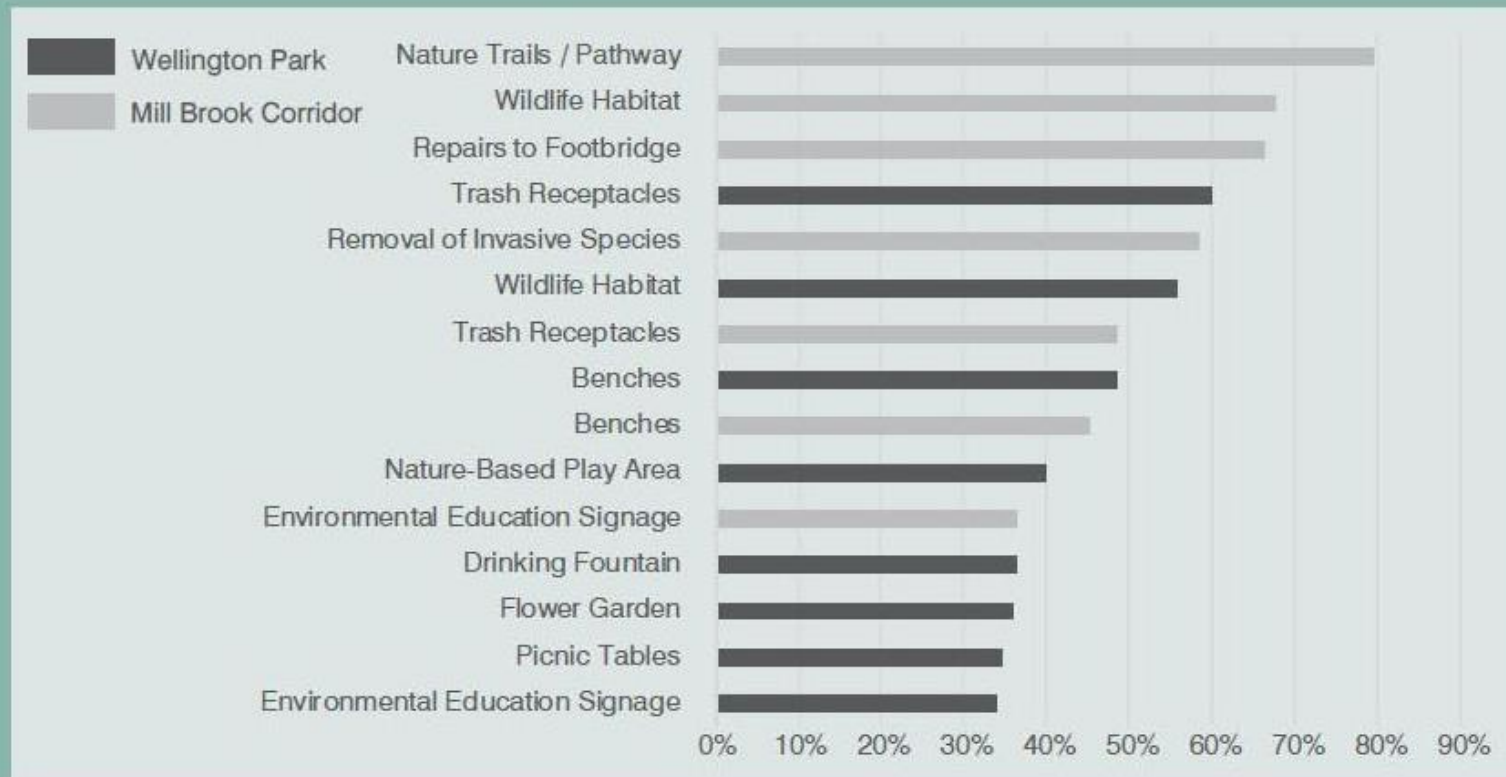 Wellington Park
Mill Brook Corridor
Nature Trails / Pathway
Wildlife Habitat
Repairs to Footbridge
Trash Receptacles
Removal of Invasive Species
Wildlife Habitat
Trash Receptacles
Benches
Benches
Nature-Based Play Area
Environmental Education Signage
Drinking Fountain
Flower Garden
Picnic Tables
Environmental Education Signage
0% 10% 20% 30% 40% 50% 60% 70% 80% 90%